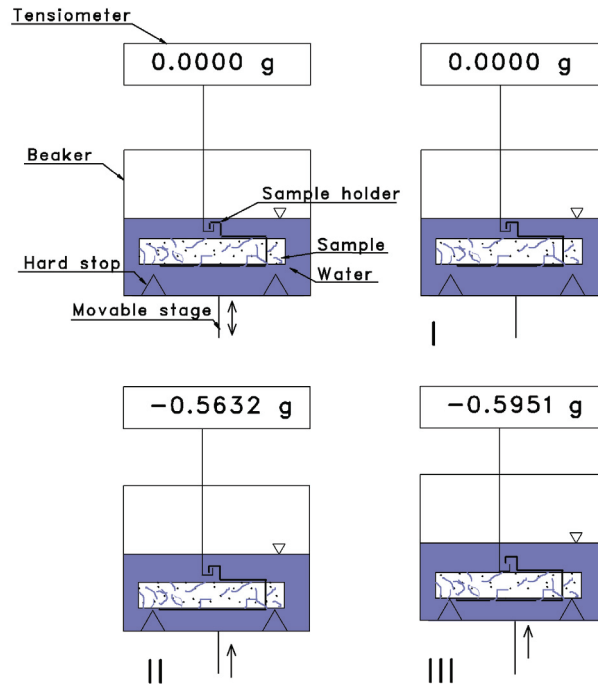 Tensiometer
0.0000 g
0.0000 g
Beaker
Sample holder
Sample
Hard stop
Water
Movable stage
I
-0.5632 g
-0.5951 g
II
III